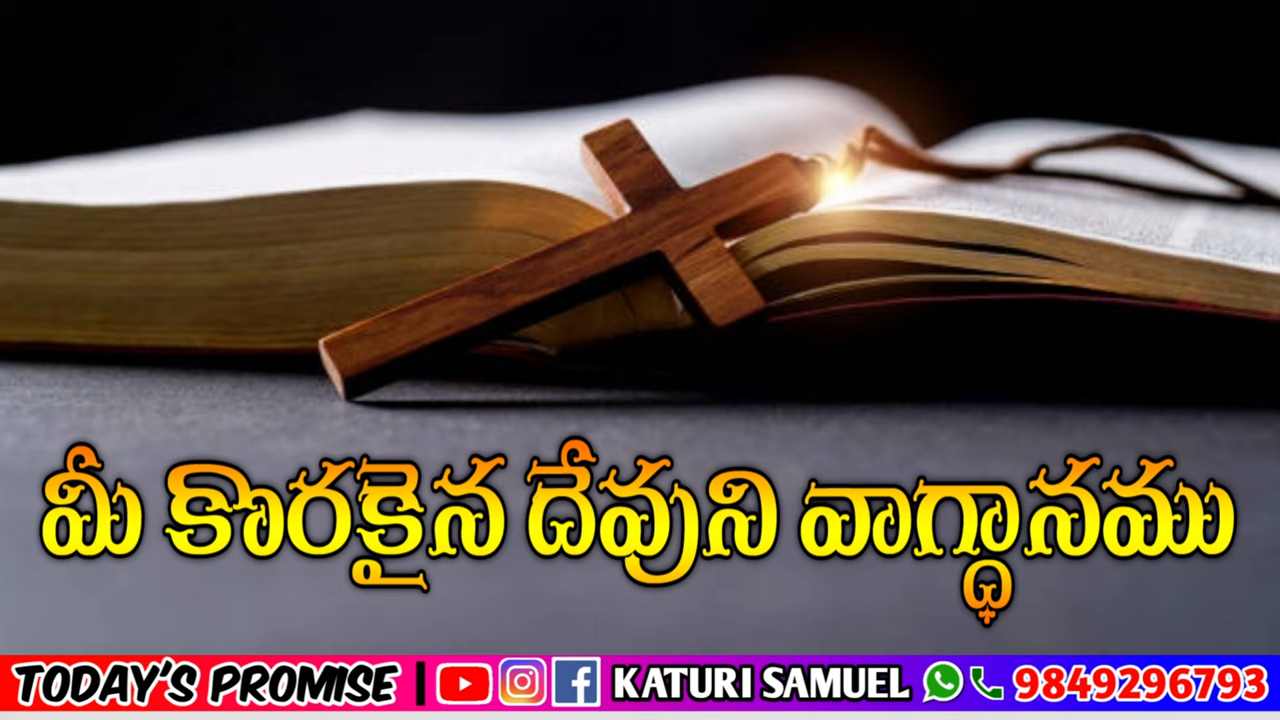 మీ కొరకైన దేవుని వాగ్ధానము
TODAY'S PROMISE | KATURI SAMUEL 9849296793